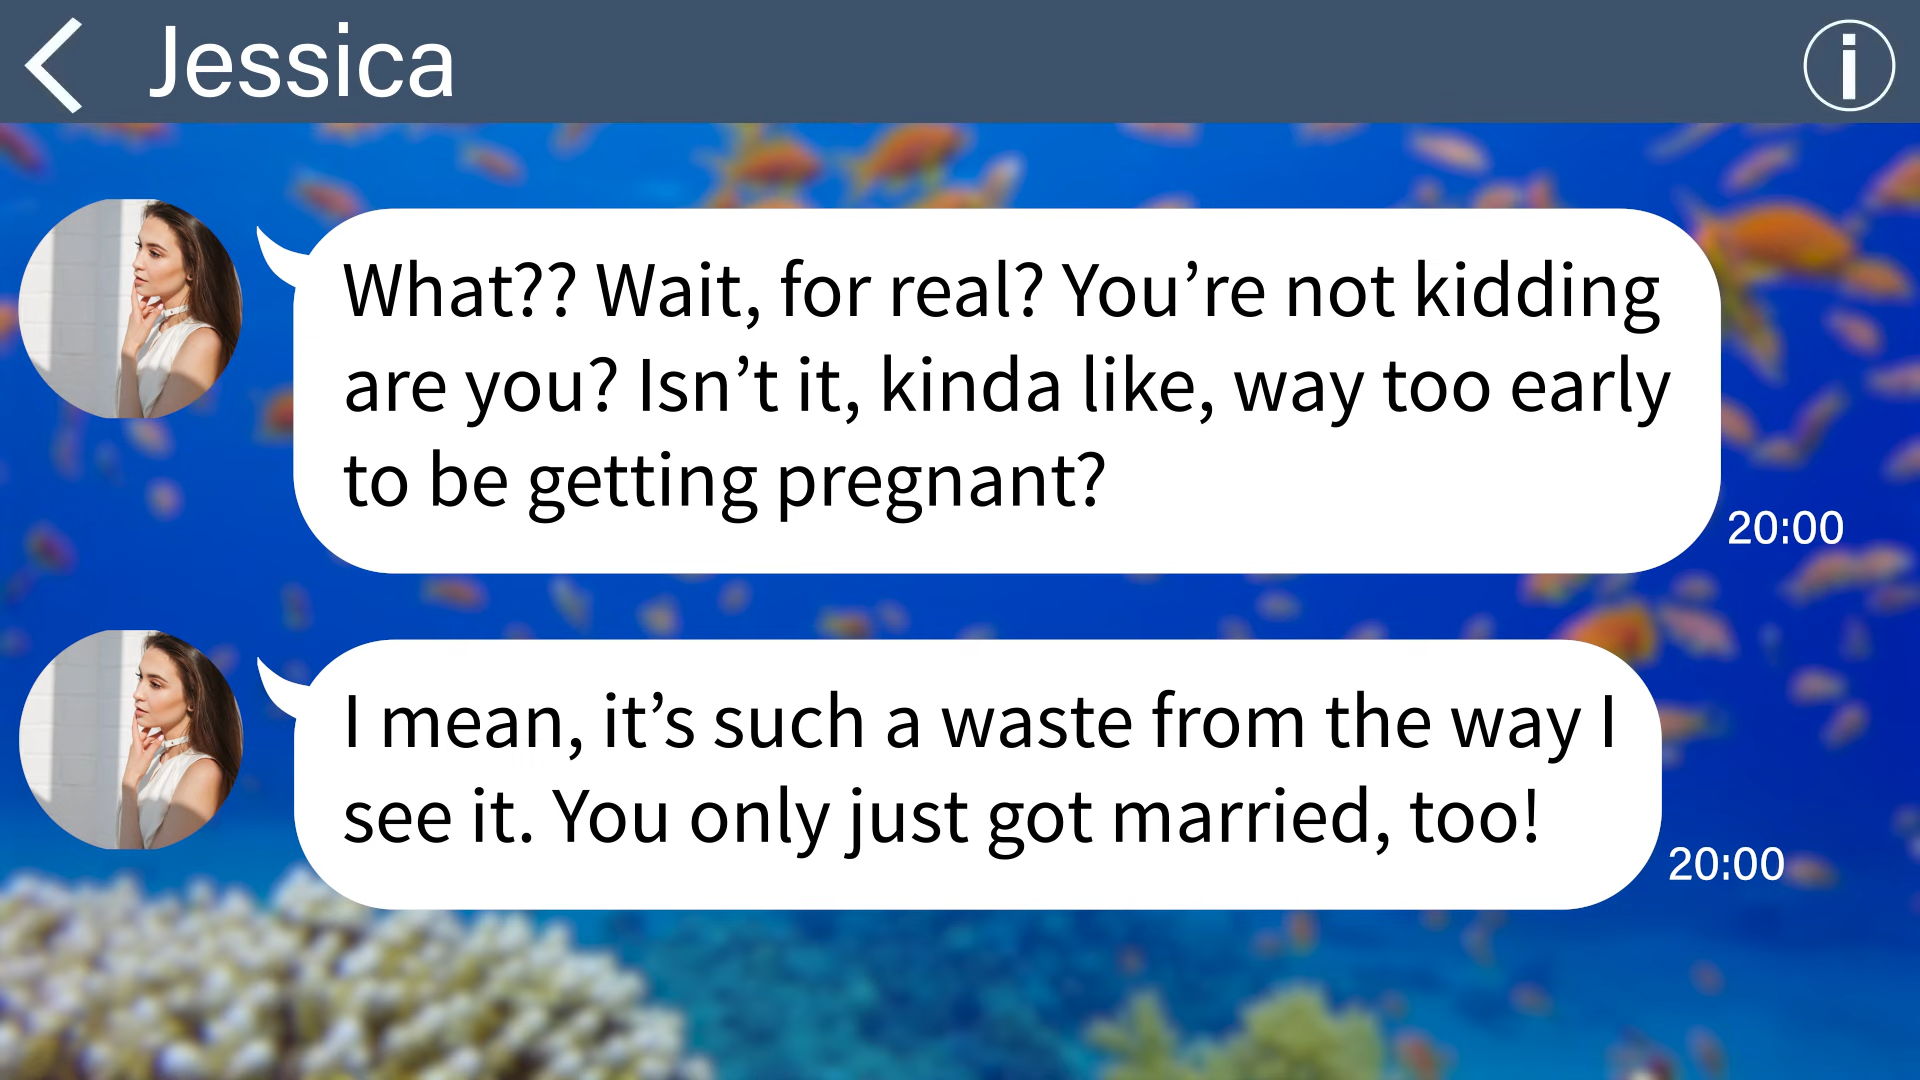 Jessica
What?? Wait, for real? You’re not kidding
are you? Isn’t it, kinda like, way too early
to be getting pregnant?
20:00
I mean, it’s such a waste from the way I
see it. You only just got married, too!
20:00